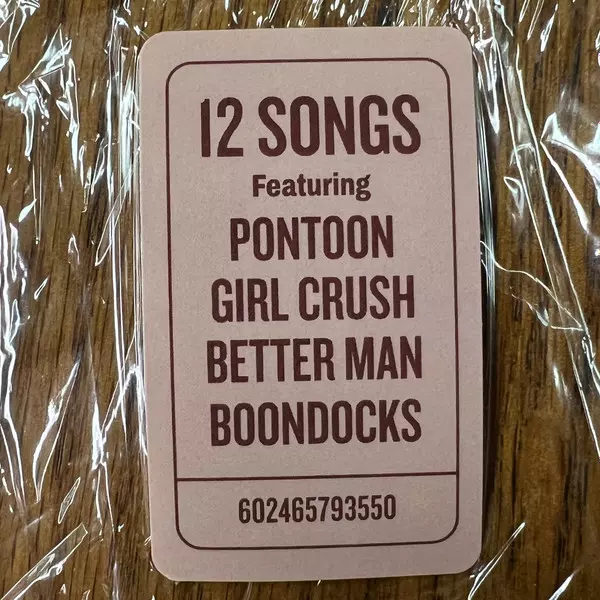 12 SONGS
Featuring
PONTOON
GIRL CRUSH
BETTER MAN
BOONDOCKS
602465793550